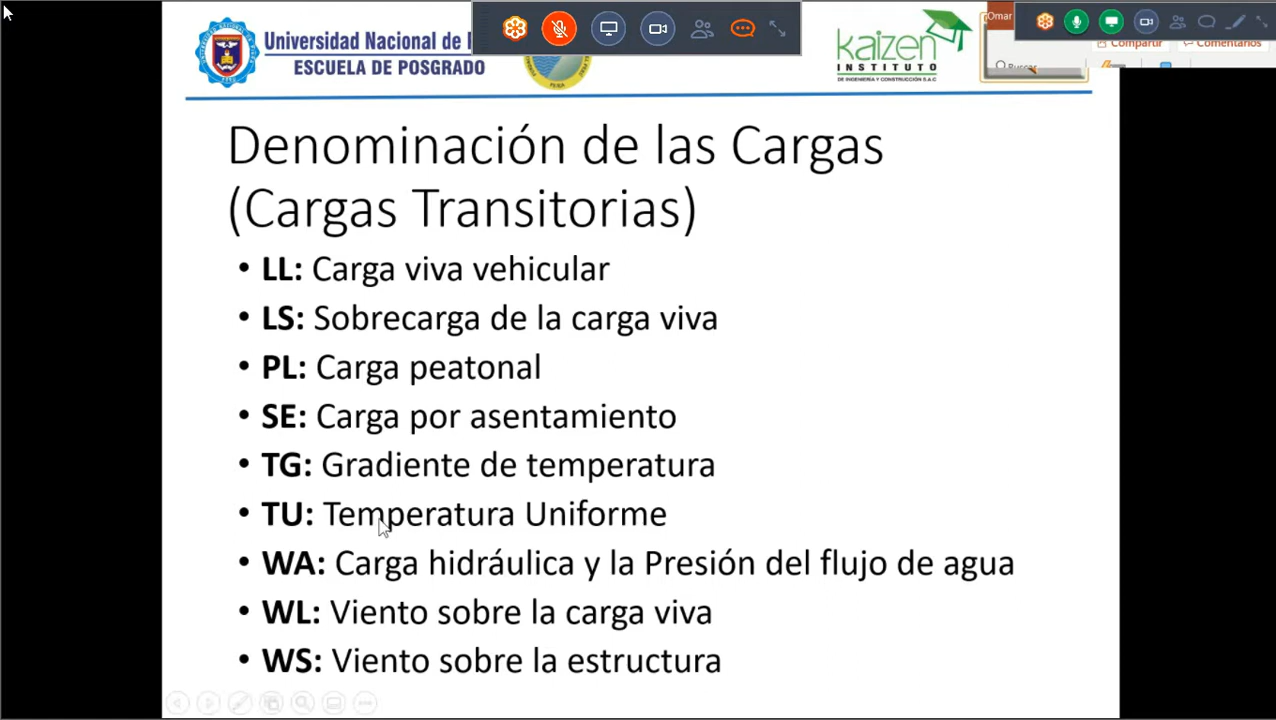 Universidad Nacional de
ESCUELA DE POSGRADO
kaizen
INSTITUTO
DE INGENIERÍA Y CONSTRUCCIÓN S.A.C
Omar
Compartir
Comentarios
Buscar
Denominación de las Cargas
(Cargas Transitorias)
• LL: Carga viva vehicular
• LS: Sobrecarga de la carga viva
• PL: Carga peatonal
• SE: Carga por asentamiento
• TG: Gradiente de temperatura
• TU: Temperatura Uniforme
• WA: Carga hidráulica y la Presión del flujo de agua
• WL: Viento sobre la carga viva
• WS: Viento sobre la estructura